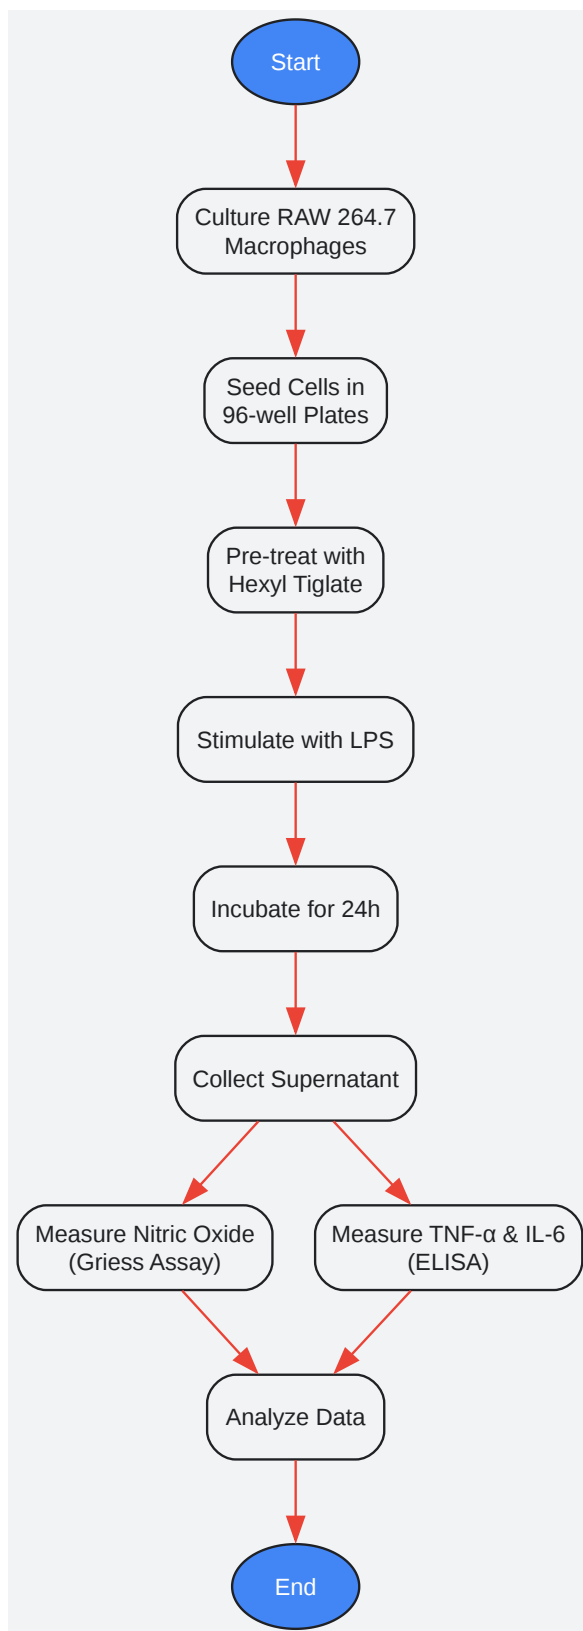 Start
Culture RAW 264.7
Macrophages
Seed Cells in
96-well Plates
Pre-treat with
Hexyl Tiglate
Stimulate with LPS
Incubate for 24h
Collect Supernatant
Measure Nitric Oxide
(Griess Assay)
Measure TNF-α & IL-6
(ELISA)
Analyze Data
End